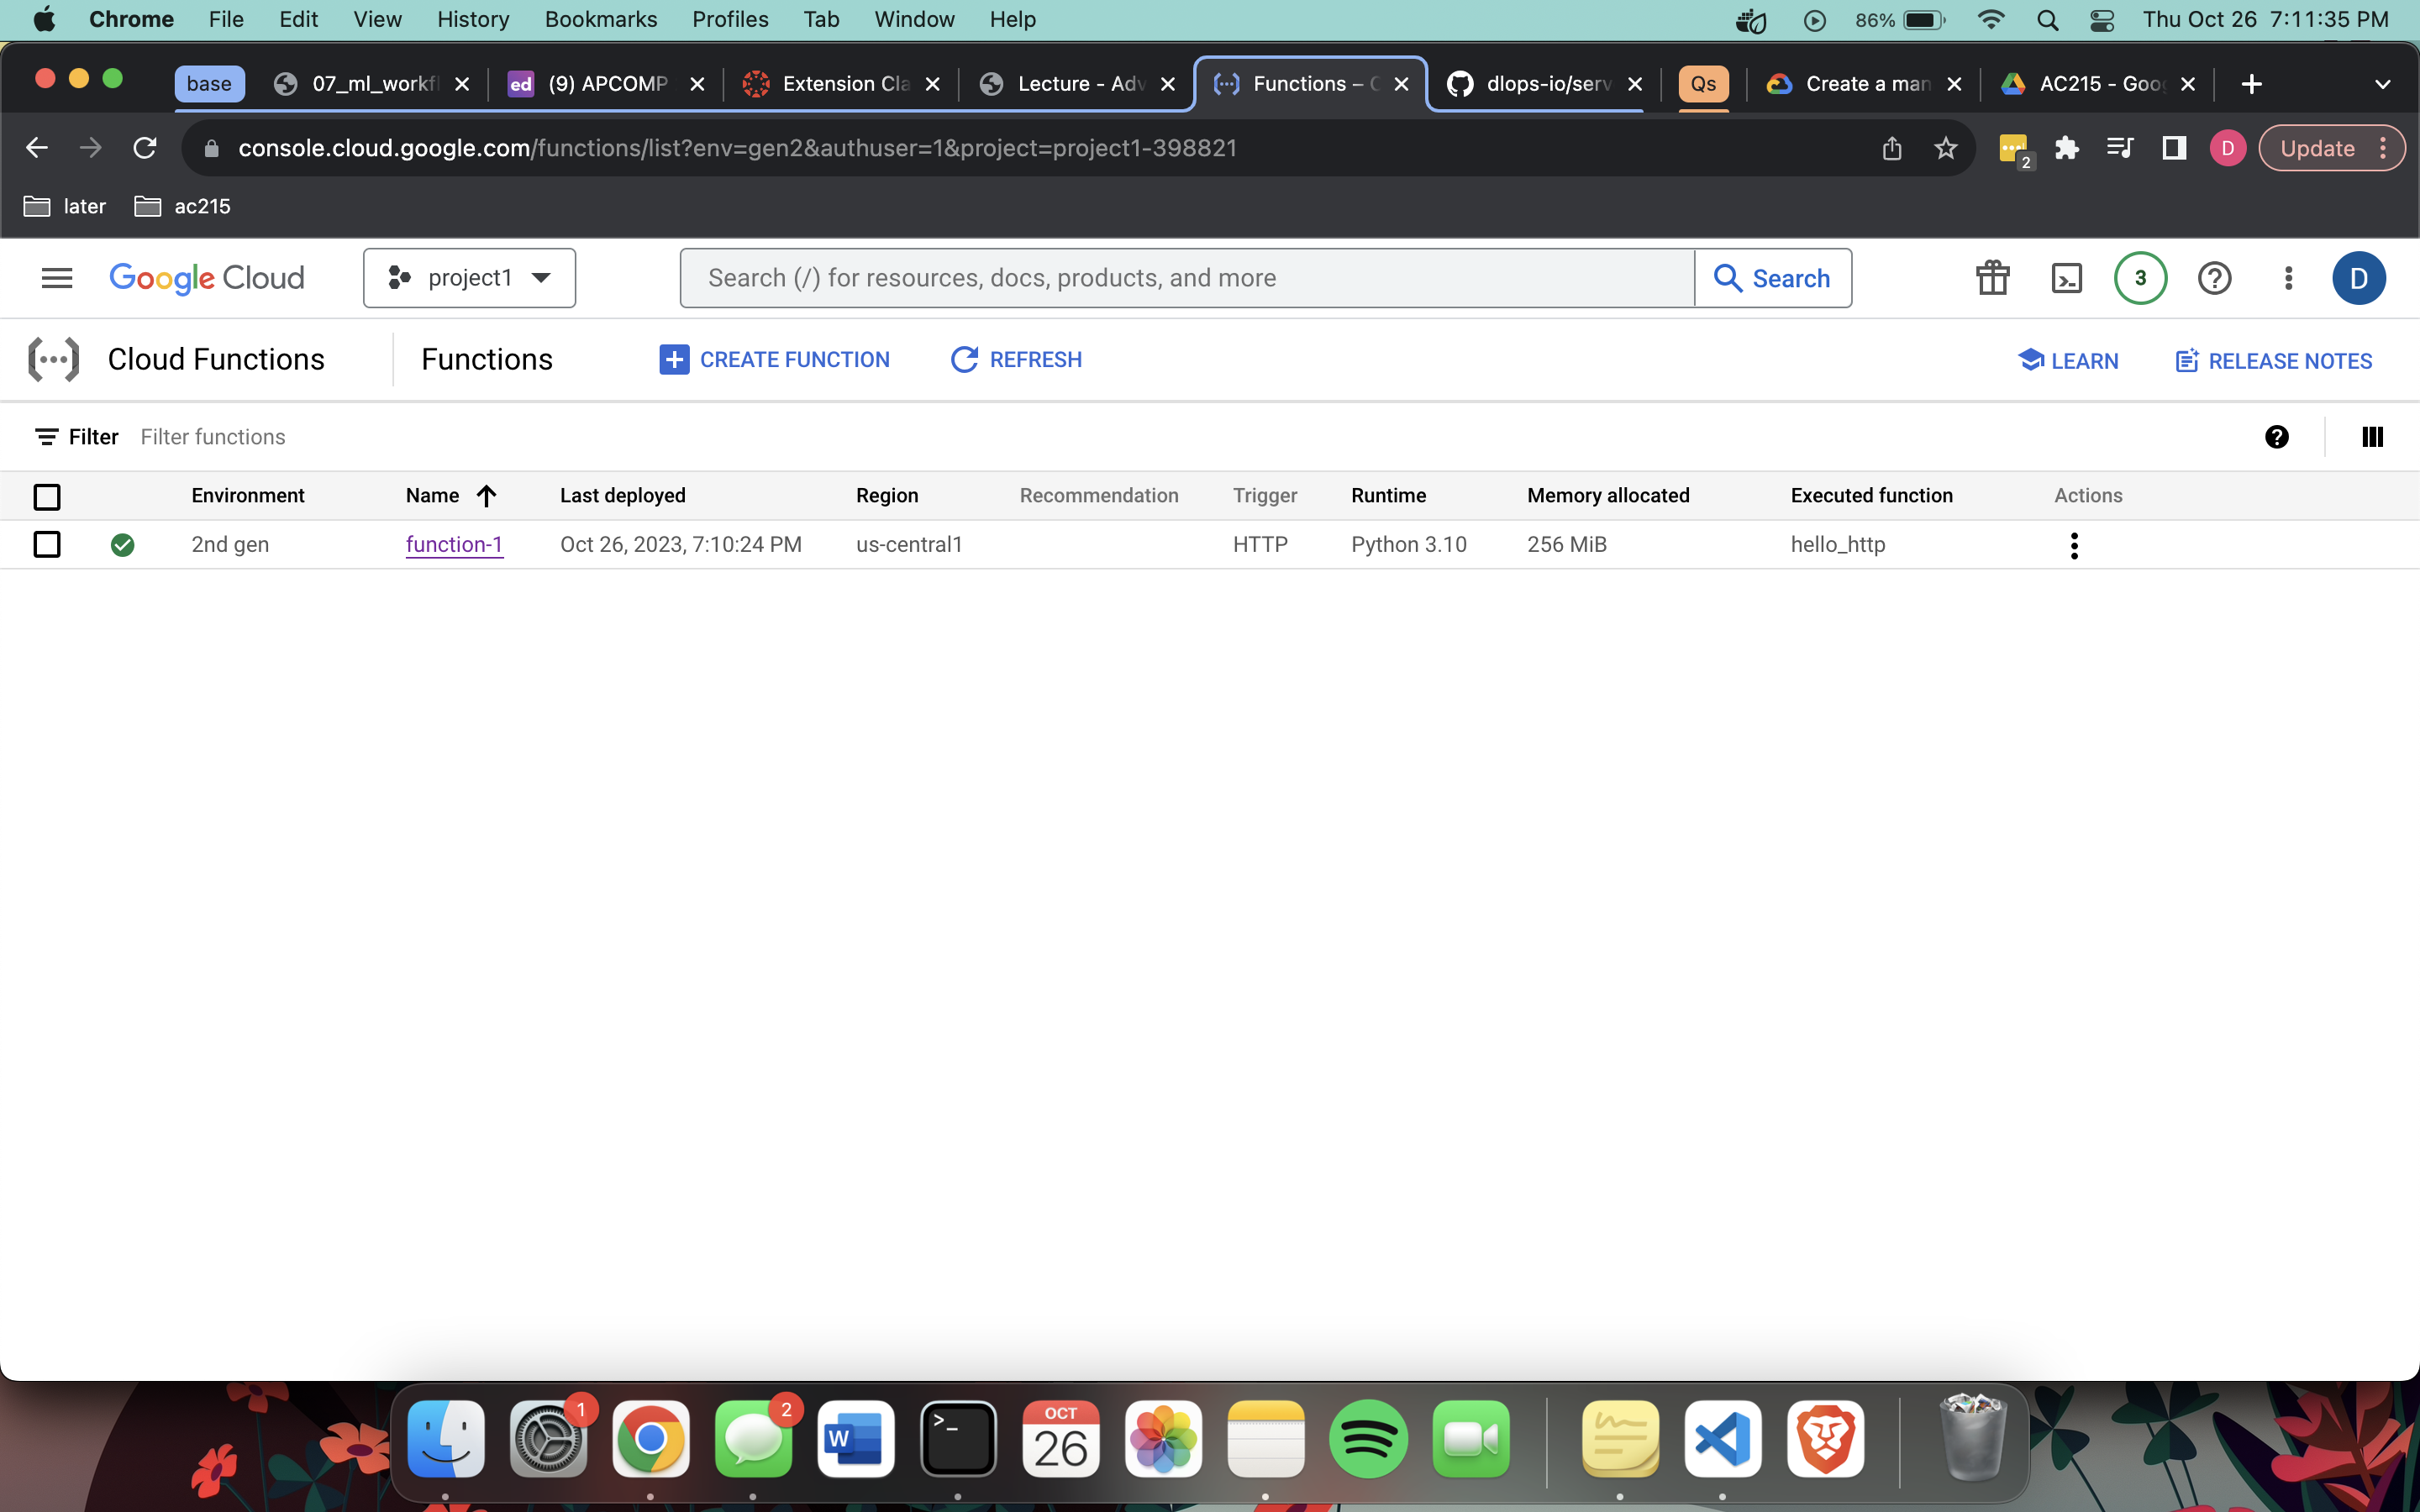 Chrome File Edit View History Bookmarks Profiles Tab Window Help 86% Thu Oct 26 7:11:35 PM
base 07_ml_workfl ed (9) APCOMP Extension Cla Lecture - Adv Functions – C dlops-io/serv Qs Create a man AC215 - Goog
console.cloud.google.com/functions/list?env=gen2&authuser=1&project=project1-398821 2 D Update
later ac215
Google Cloud project1 Search (/) for resources, docs, products, and more Search 3 D
Cloud Functions Functions CREATE FUNCTION REFRESH LEARN RELEASE NOTES
Filter Filter functions
Environment Name Last deployed Region Recommendation Trigger Runtime Memory allocated Executed function Actions
2nd gen function-1 Oct 26, 2023, 7:10:24 PM us-central1 HTTP Python 3.10 256 MiB hello_http
1 2 W >_ OCT
26